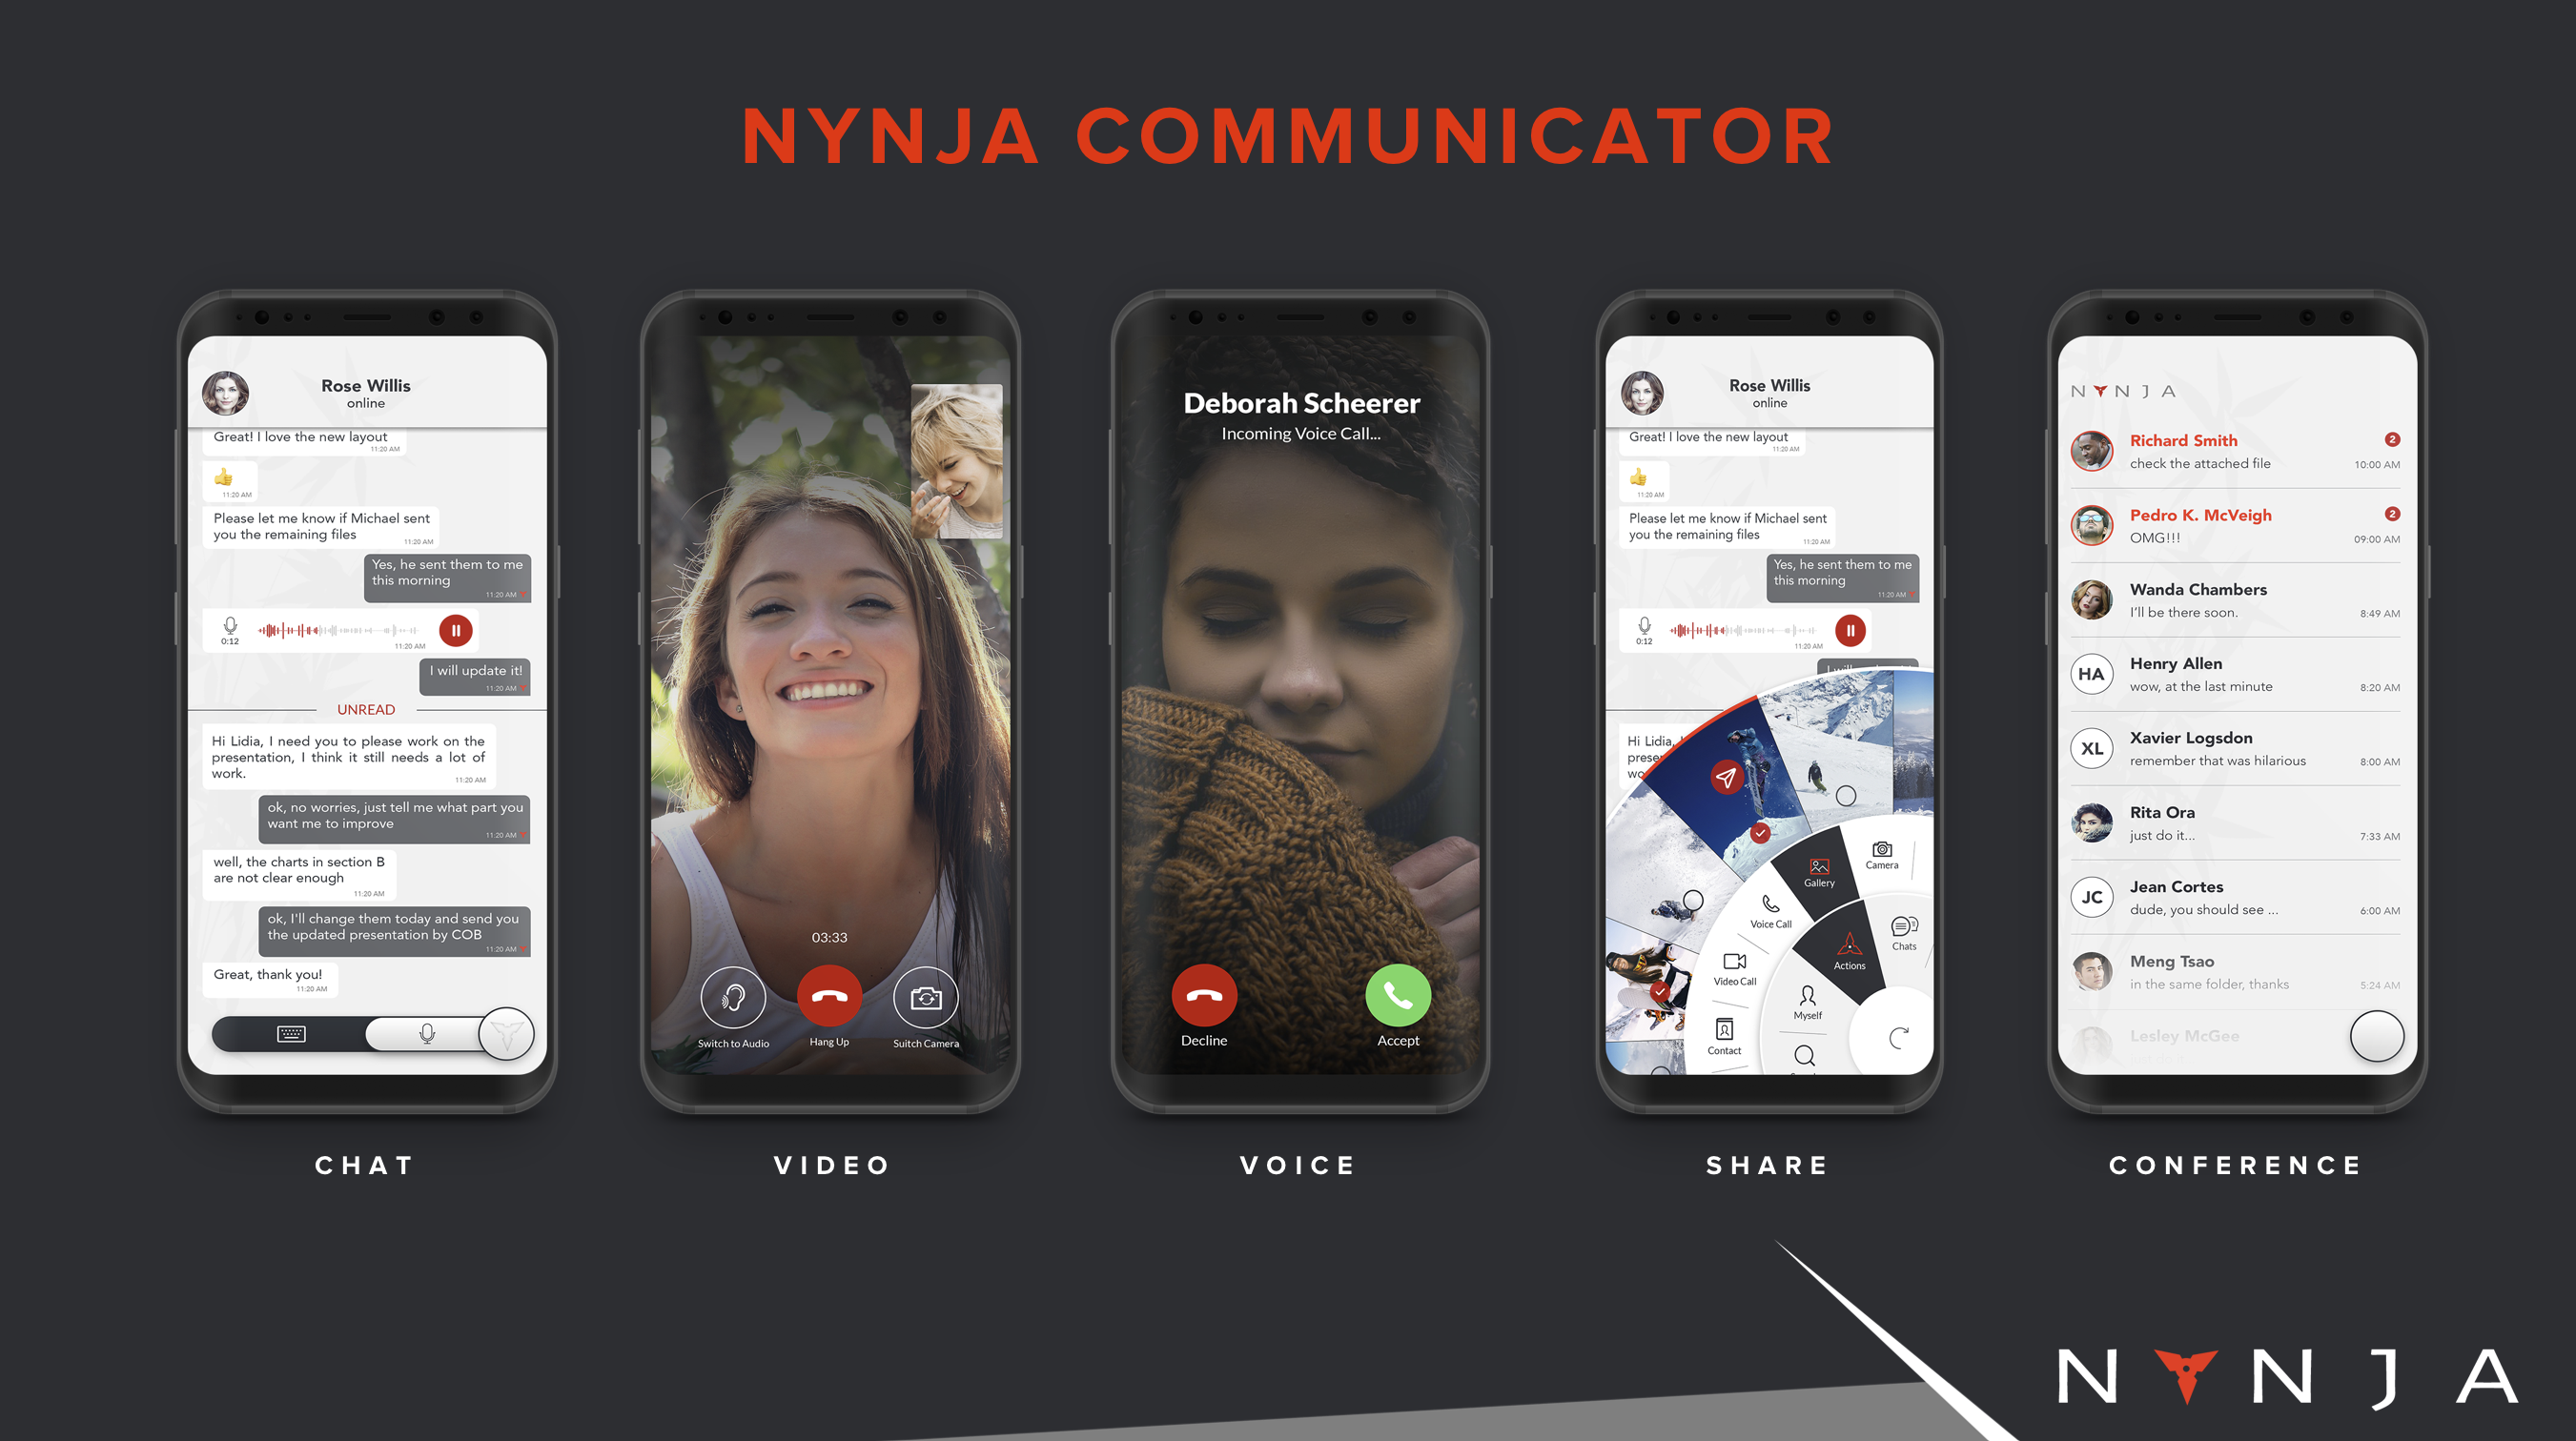 NYNJA COMMUNICATOR
Rose Willis
online
Great! I love the new layout
11:20 AM
11:20 AM
Please let me know if Michael sent
you the remaining files
11:20 AM
Yes, he sent them to me
this morning
11:20 AM
0:12
11:20 AM
I will update it!
11:20 AM
UNREAD
Hi Lidia, I need you to please work on the
presentation, I think it still needs a lot of
work.
11:20 AM
ok, no worries, just tell me what part you
want me to improve
11:20 AM
well, the charts in section B
are not clear enough
11:20 AM
ok, I'll change them today and send you
the updated presentation by COB
11:20 AM
Great, thank you!
11:20 AM
CHAT
03:33
Switch to Audio
Hang Up
Suitch Camera
VIDEO
Deborah Scheerer
Incoming Voice Call...
Decline
Accept
VOICE
Rose Willis
online
Great! I love the new layout
11:20 AM
11:20 AM
Please let me know if Michael sent
you the remaining files
11:20 AM
Yes, he sent them to me
this morning
11:20 AM
0:12
11:20 AM
Hi Lidia,
Camera
Gallery
Voice Call
Video Call
Contact
Chats
Actions
Myself
SHARE
NYNJA
Richard Smith
2
check the attached file
10:00 AM
Pedro K. McVeigh
2
OMG!!!
09:00 AM
Wanda Chambers
I'll be there soon.
8:49 AM
HA
Henry Allen
wow, at the last minute
8:20 AM
XL
Xavier Logsdon
remember that was hilarious
8:00 AM
Rita Ora
just do it...
7:33 AM
JC
Jean Cortes
dude, you should see ...
6:00 AM
Meng Tsao
in the same folder, thanks
5:24 AM
Lesley McGee
CONFERENCE
NYNJA